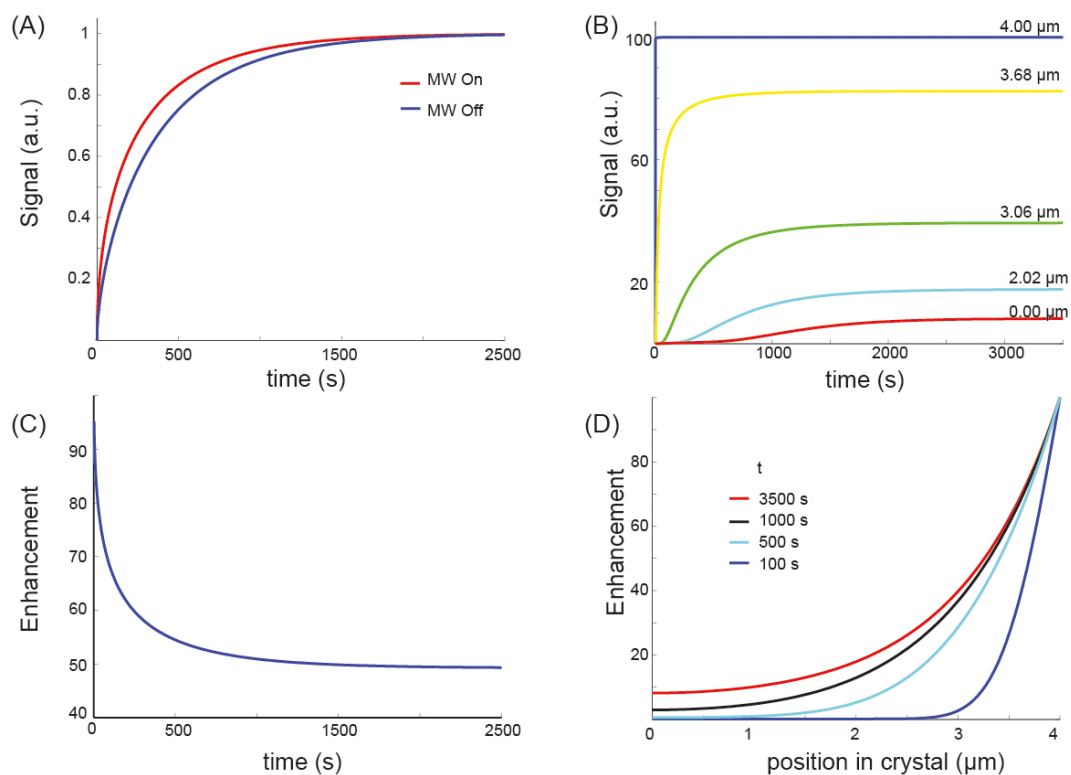 (A)
Signal (a.u.)
1
0.8
0.6
0.4
0.2
MW On
MW Off
0
500
1500
2500
time (s)
(B)
Signal (a.u.)
100
60
20
4.00 µm
3.68 µm
3.06 µm
2.02 µm
0.00 µm
0
1000
2000
3000
time (s)
(C)
Enhancement
90
80
70
60
50
40
0
500
1500
2500
time (s)
(D)
Enhancement
80
60
40
20
t
3500 s
1000 s
500 s
100 s
0
1
2
3
4
position in crystal (µm)